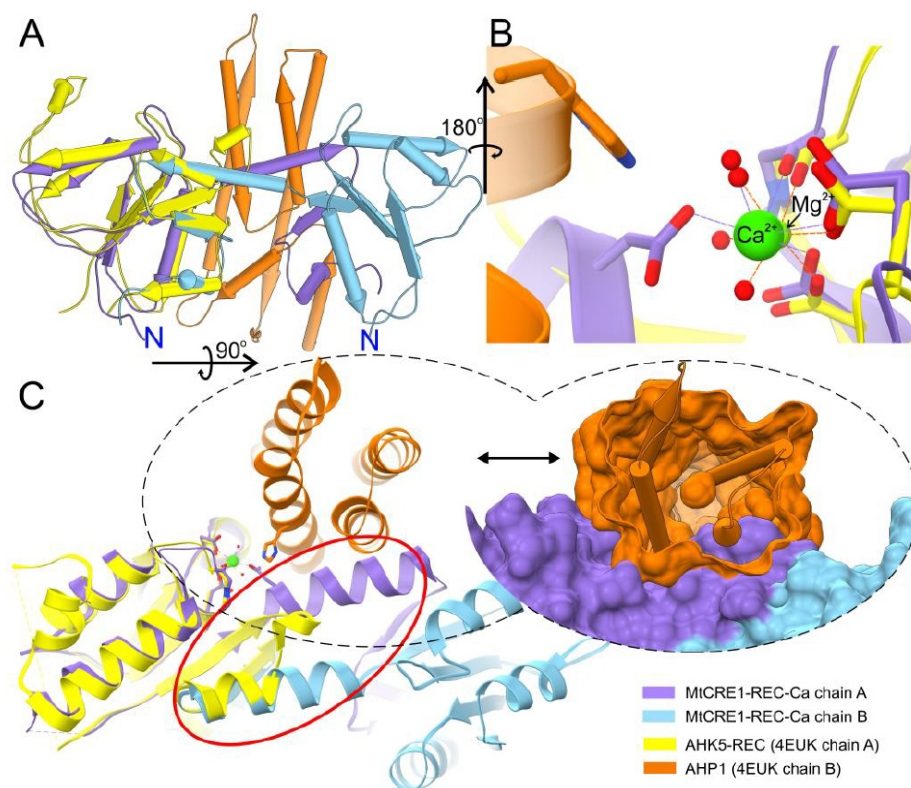 A
B
180°
Mg²⁺
Ca²⁺
N
N
90°
C
MtCRE1-REC-Ca chain A
MtCRE1-REC-Ca chain B
AHK5-REC (4EUK chain A)
AHP1 (4EUK chain B)